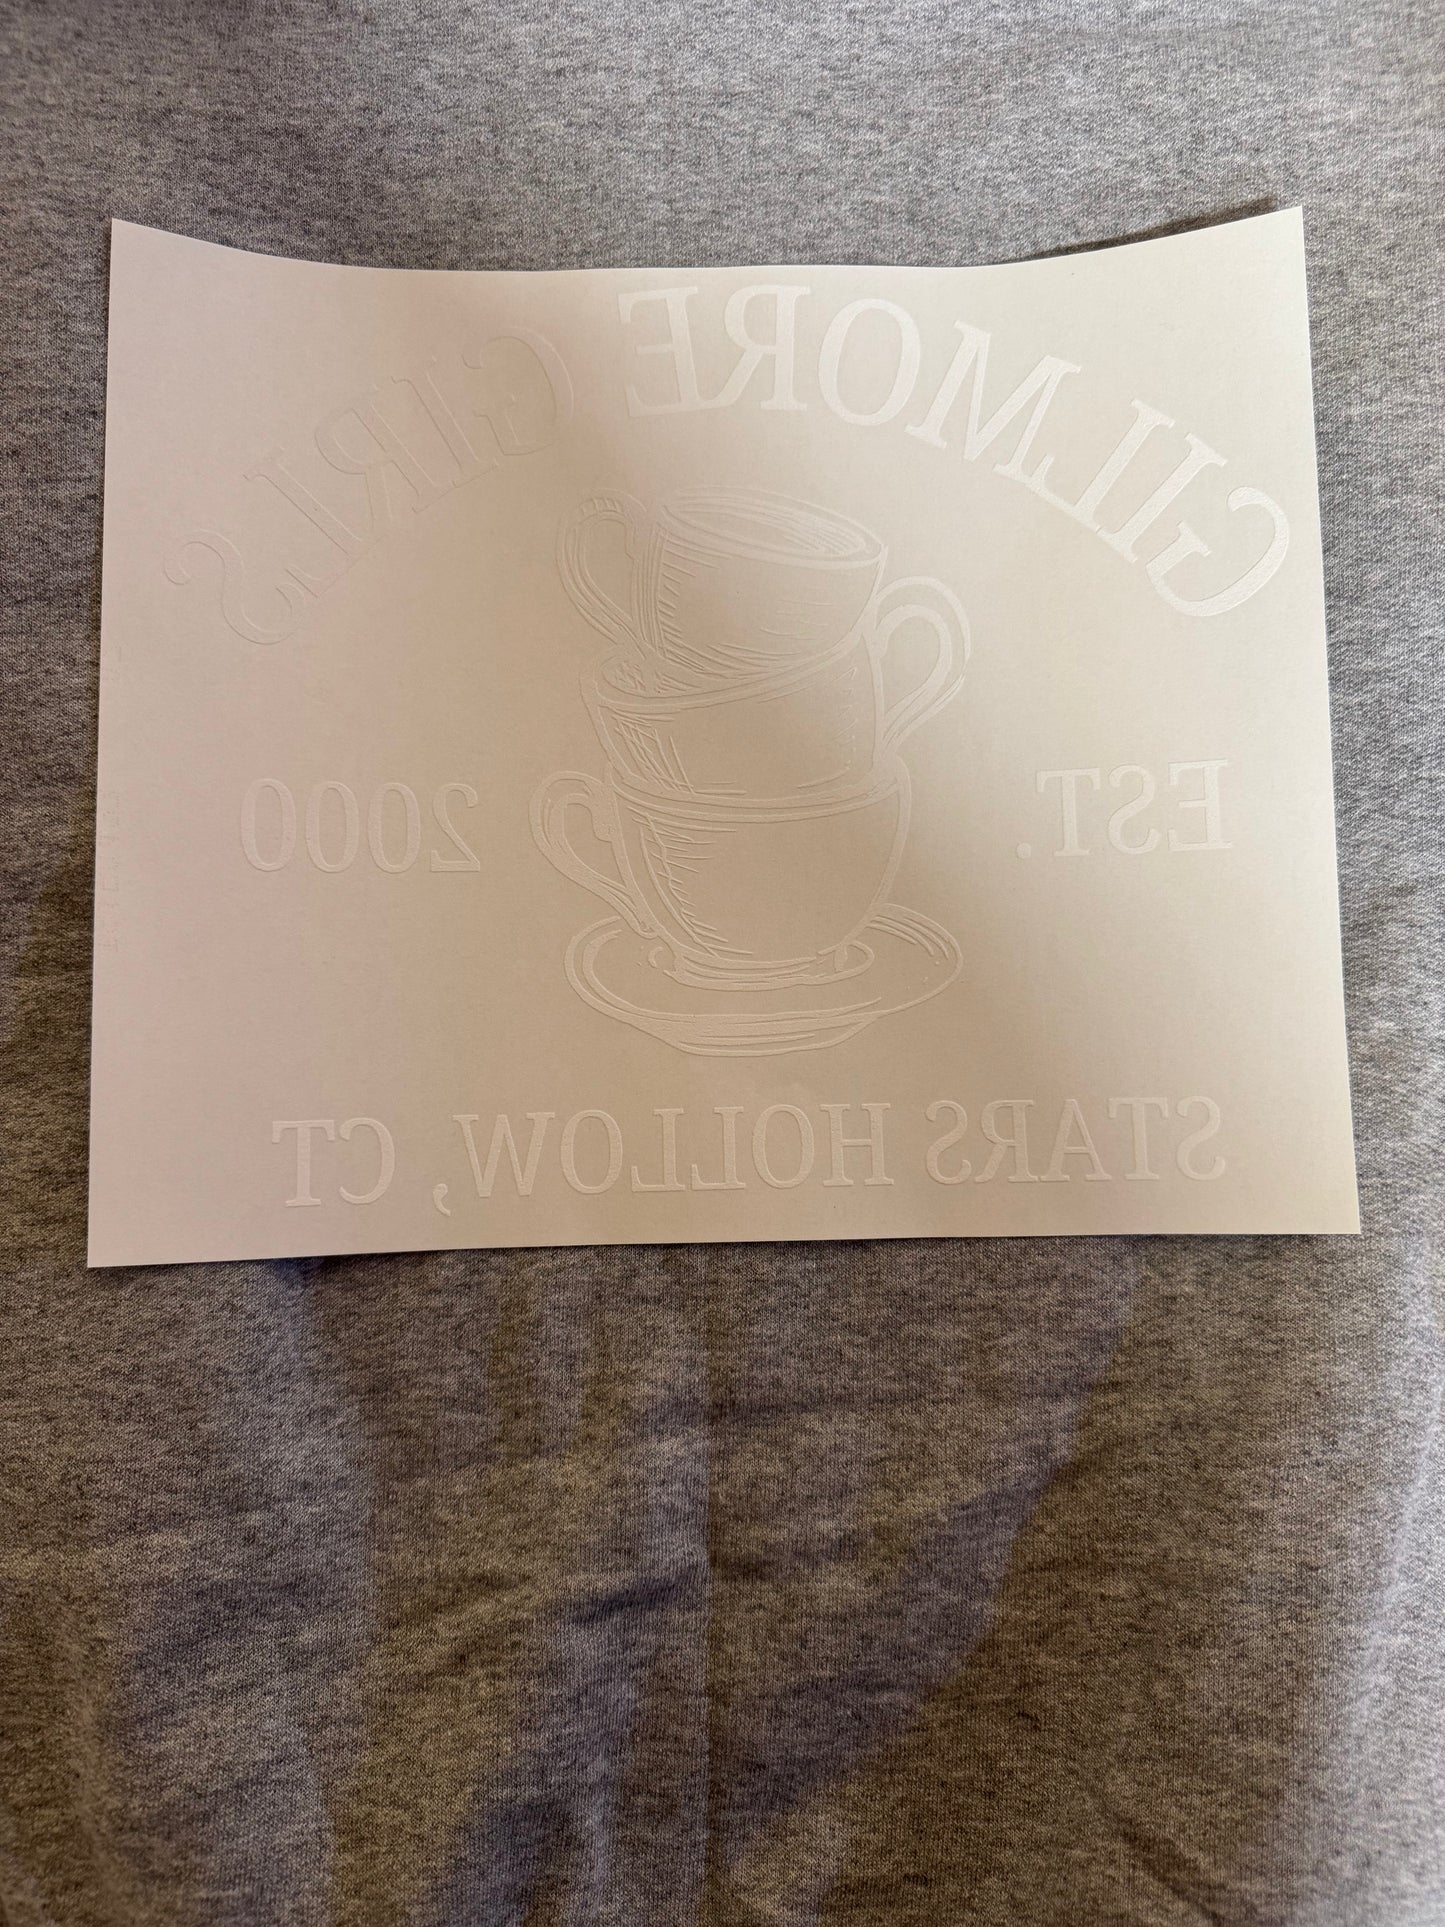 GILMORE GIRLS
EST. 2000
STARS HOLLOW, CT